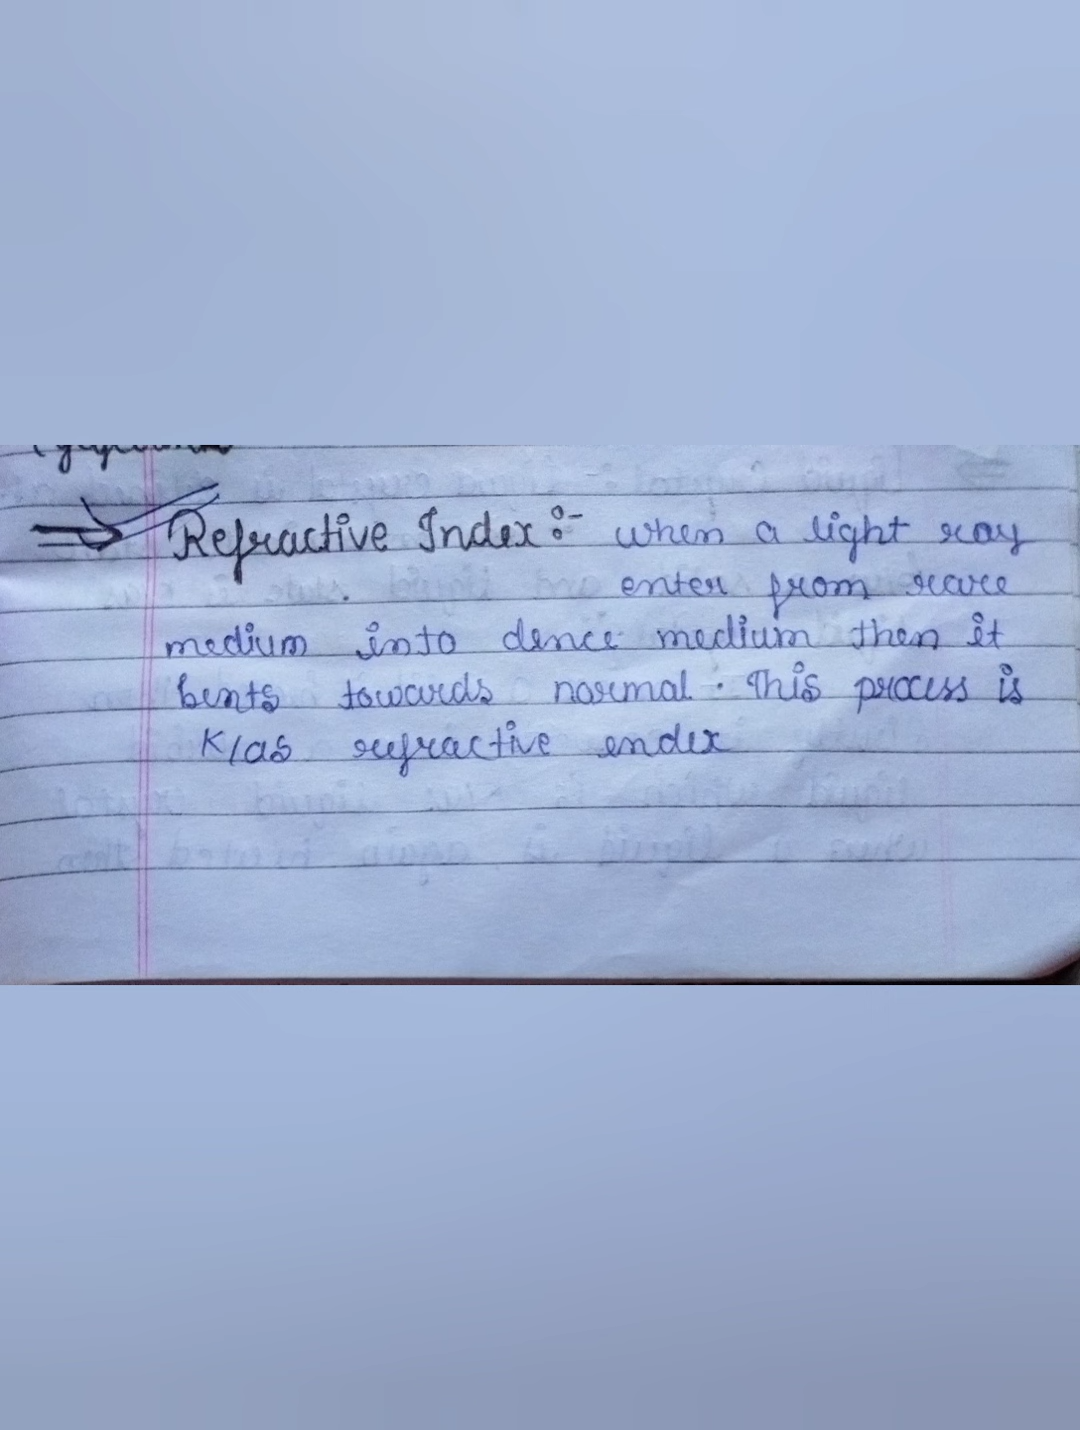 ⇒ Refractive Index :- when a light ray
enter from rare
medium into dence medium then it
bents towards normal. This process is
K/as refractive endex